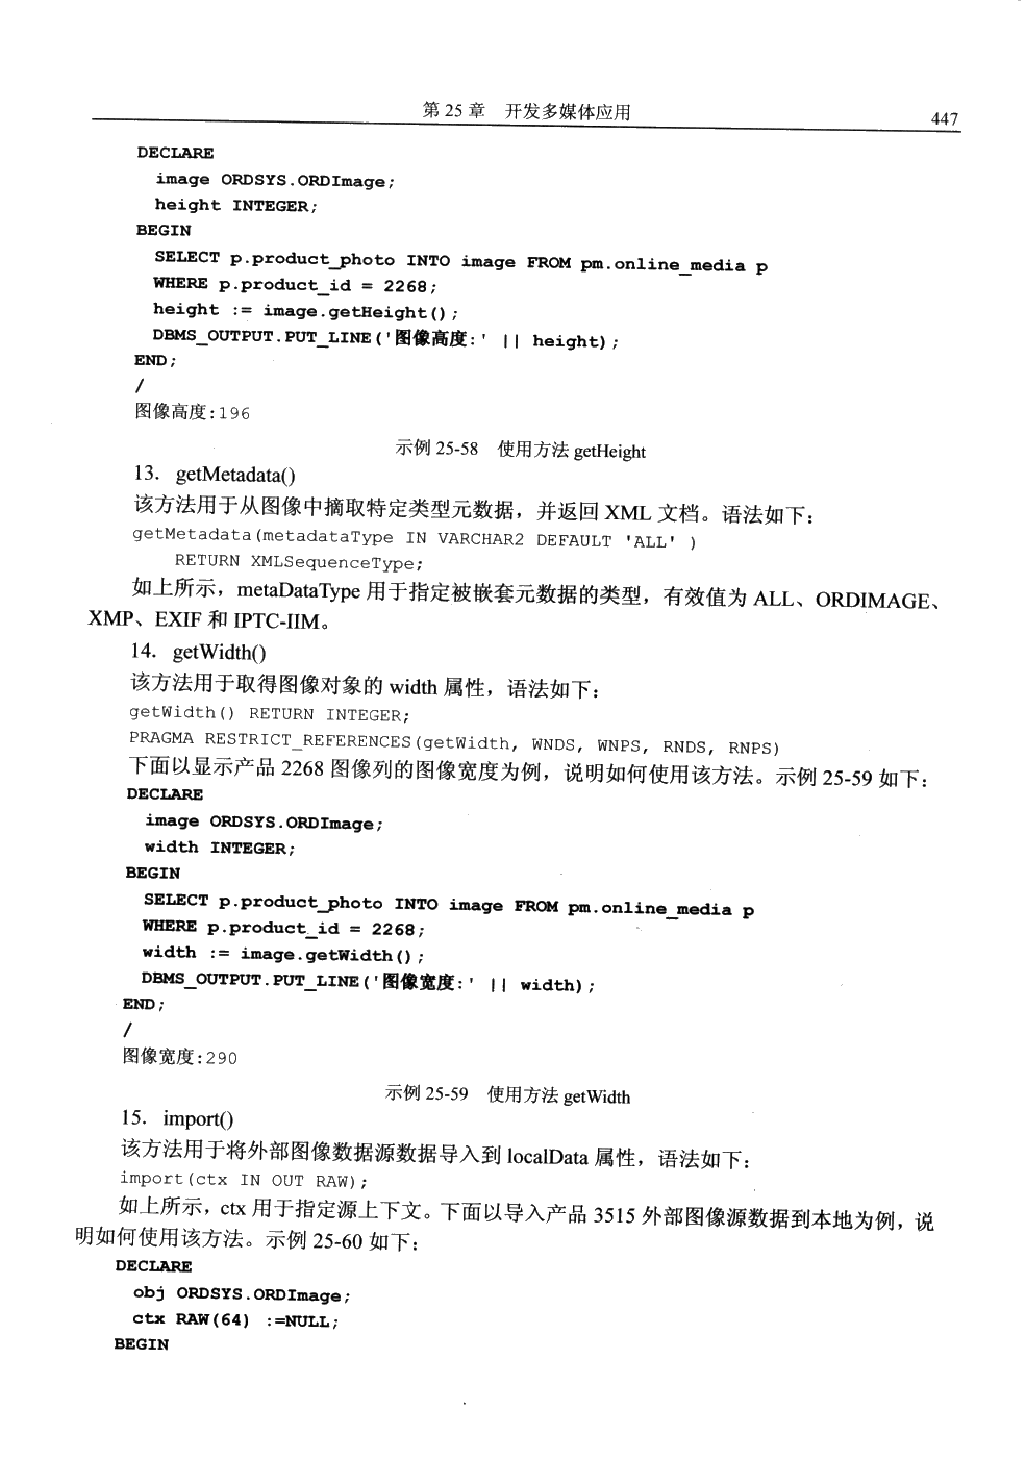 第 25 章　开发多媒体应用
447
DECLARE
image ORDSYS.ORDImage;
height INTEGER;
BEGIN
SELECT p.product_photo INTO image FROM pm.online_media p
WHERE p.product_id = 2268;
height := image.getHeight();
DBMS_OUTPUT.PUT_LINE('图像高度:' || height);
END;
/
图像高度:196
示例 25-58　使用方法 getHeight
13．getMetadata()
该方法用于从图像中摘取特定类型元数据，并返回 XML 文档。语法如下：
getMetadata(metadataType IN VARCHAR2 DEFAULT 'ALL' )
RETURN XMLSequenceType;
如上所示，metaDataType 用于指定被嵌套元数据的类型，有效值为 ALL、ORDIMAGE、
XMP、EXIF 和 IPTC-IIM。
14．getWidth()
该方法用于取得图像对象的 width 属性，语法如下：
getWidth() RETURN INTEGER;
PRAGMA RESTRICT_REFERENCES(getWidth, WNDS, WNPS, RNDS, RNPS)
下面以显示产品 2268 图像列的图像宽度为例，说明如何使用该方法。示例 25-59 如下：
DECLARE
image ORDSYS.ORDImage;
width INTEGER;
BEGIN
SELECT p.product_photo INTO image FROM pm.online_media p
WHERE p.product_id = 2268;
width := image.getWidth();
DBMS_OUTPUT.PUT_LINE('图像宽度:' || width);
END;
/
图像宽度:290
示例 25-59　使用方法 getWidth
15．import()
该方法用于将外部图像数据源数据导入到 localData 属性，语法如下：
import(ctx IN OUT RAW);
如上所示，ctx 用于指定源上下文。下面以导入产品 3515 外部图像源数据到本地为例，说
明如何使用该方法。示例 25-60 如下：
DECLARE
obj ORDSYS.ORDImage;
ctx RAW(64) :=NULL;
BEGIN